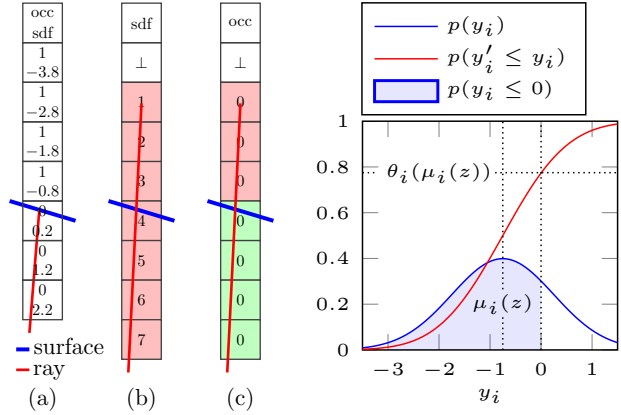 occ
sdf
1
−3.8
1
−2.8
1
−1.8
1
−0.8
0
0.2
0
1.2
0
2.2
surface
ray
(a)
sdf
⊥
1
2
3
4
5
6
7
(b)
occ
⊥
0
0
0
0
0
0
0
(c)
p(y_i)
p(y_i′ ≤ y_i)
p(y_i ≤ 0)
1
0.8
0.6
0.4
0.2
0
θ_i(μ_i(z))
μ_i(z)
−3 −2 −1 0 1
y_i